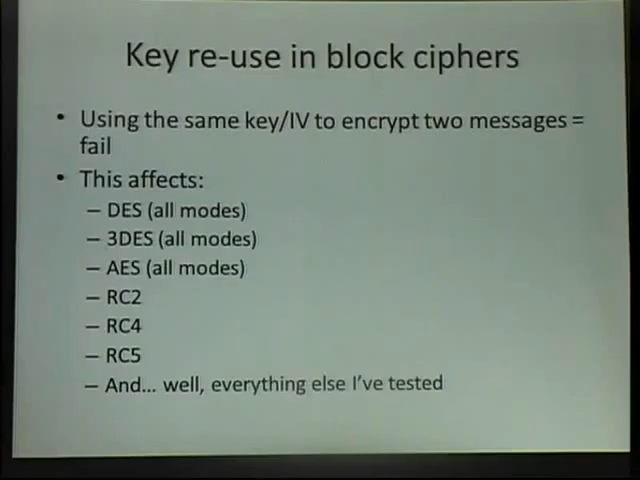 Key re-use in block ciphers
• Using the same key/IV to encrypt two messages =
fail
• This affects:
– DES (all modes)
– 3DES (all modes)
– AES (all modes)
– RC2
– RC4
– RC5
– And... well, everything else I've tested